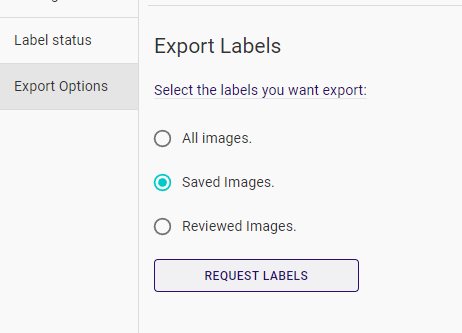 Label status
Export Options
Export Labels
Select the labels you want export:
All images.
Saved Images.
Reviewed Images.
REQUEST LABELS